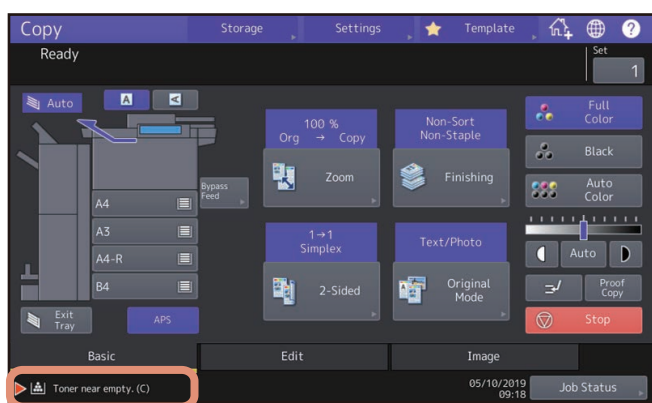 Copy
Storage
Settings
Template
?
Ready
Set
1
Auto
A
A
100 %
Org → Copy
Non-Sort
Non-Staple
Full
Color
Black
Zoom
Finishing
Bypass
Feed
Auto
Color
A4
A3
A4-R
B4
1→1
Simplex
Text/Photo
Auto
2-Sided
Original
Mode
Proof
Copy
Exit
Tray
APS
Stop
Basic
Edit
Image
Toner near empty. (C)
05/10/2019
09:18
Job Status